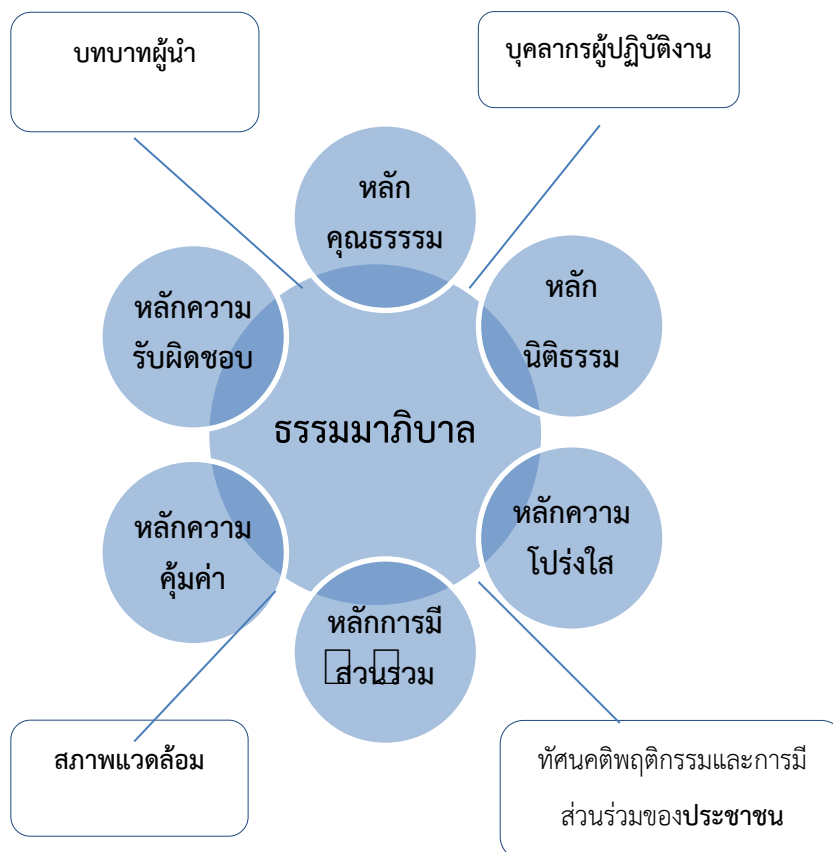 บทบาทผู้นำ
บุคลากรผู้ปฏิบัติงาน
หลัก
คุณธรรรม
หลักความ
รับผิดชอบ
หลัก
นิติธรรม
ธรรมมาภิบาล
หลักความ
คุ้มค่า
หลักความ
โปร่งใส
หลักการมี
ส่วนร่วม
สภาพแวดล้อม
ทัศนคติพฤติกรรมและการมี
ส่วนร่วมของประชาชน